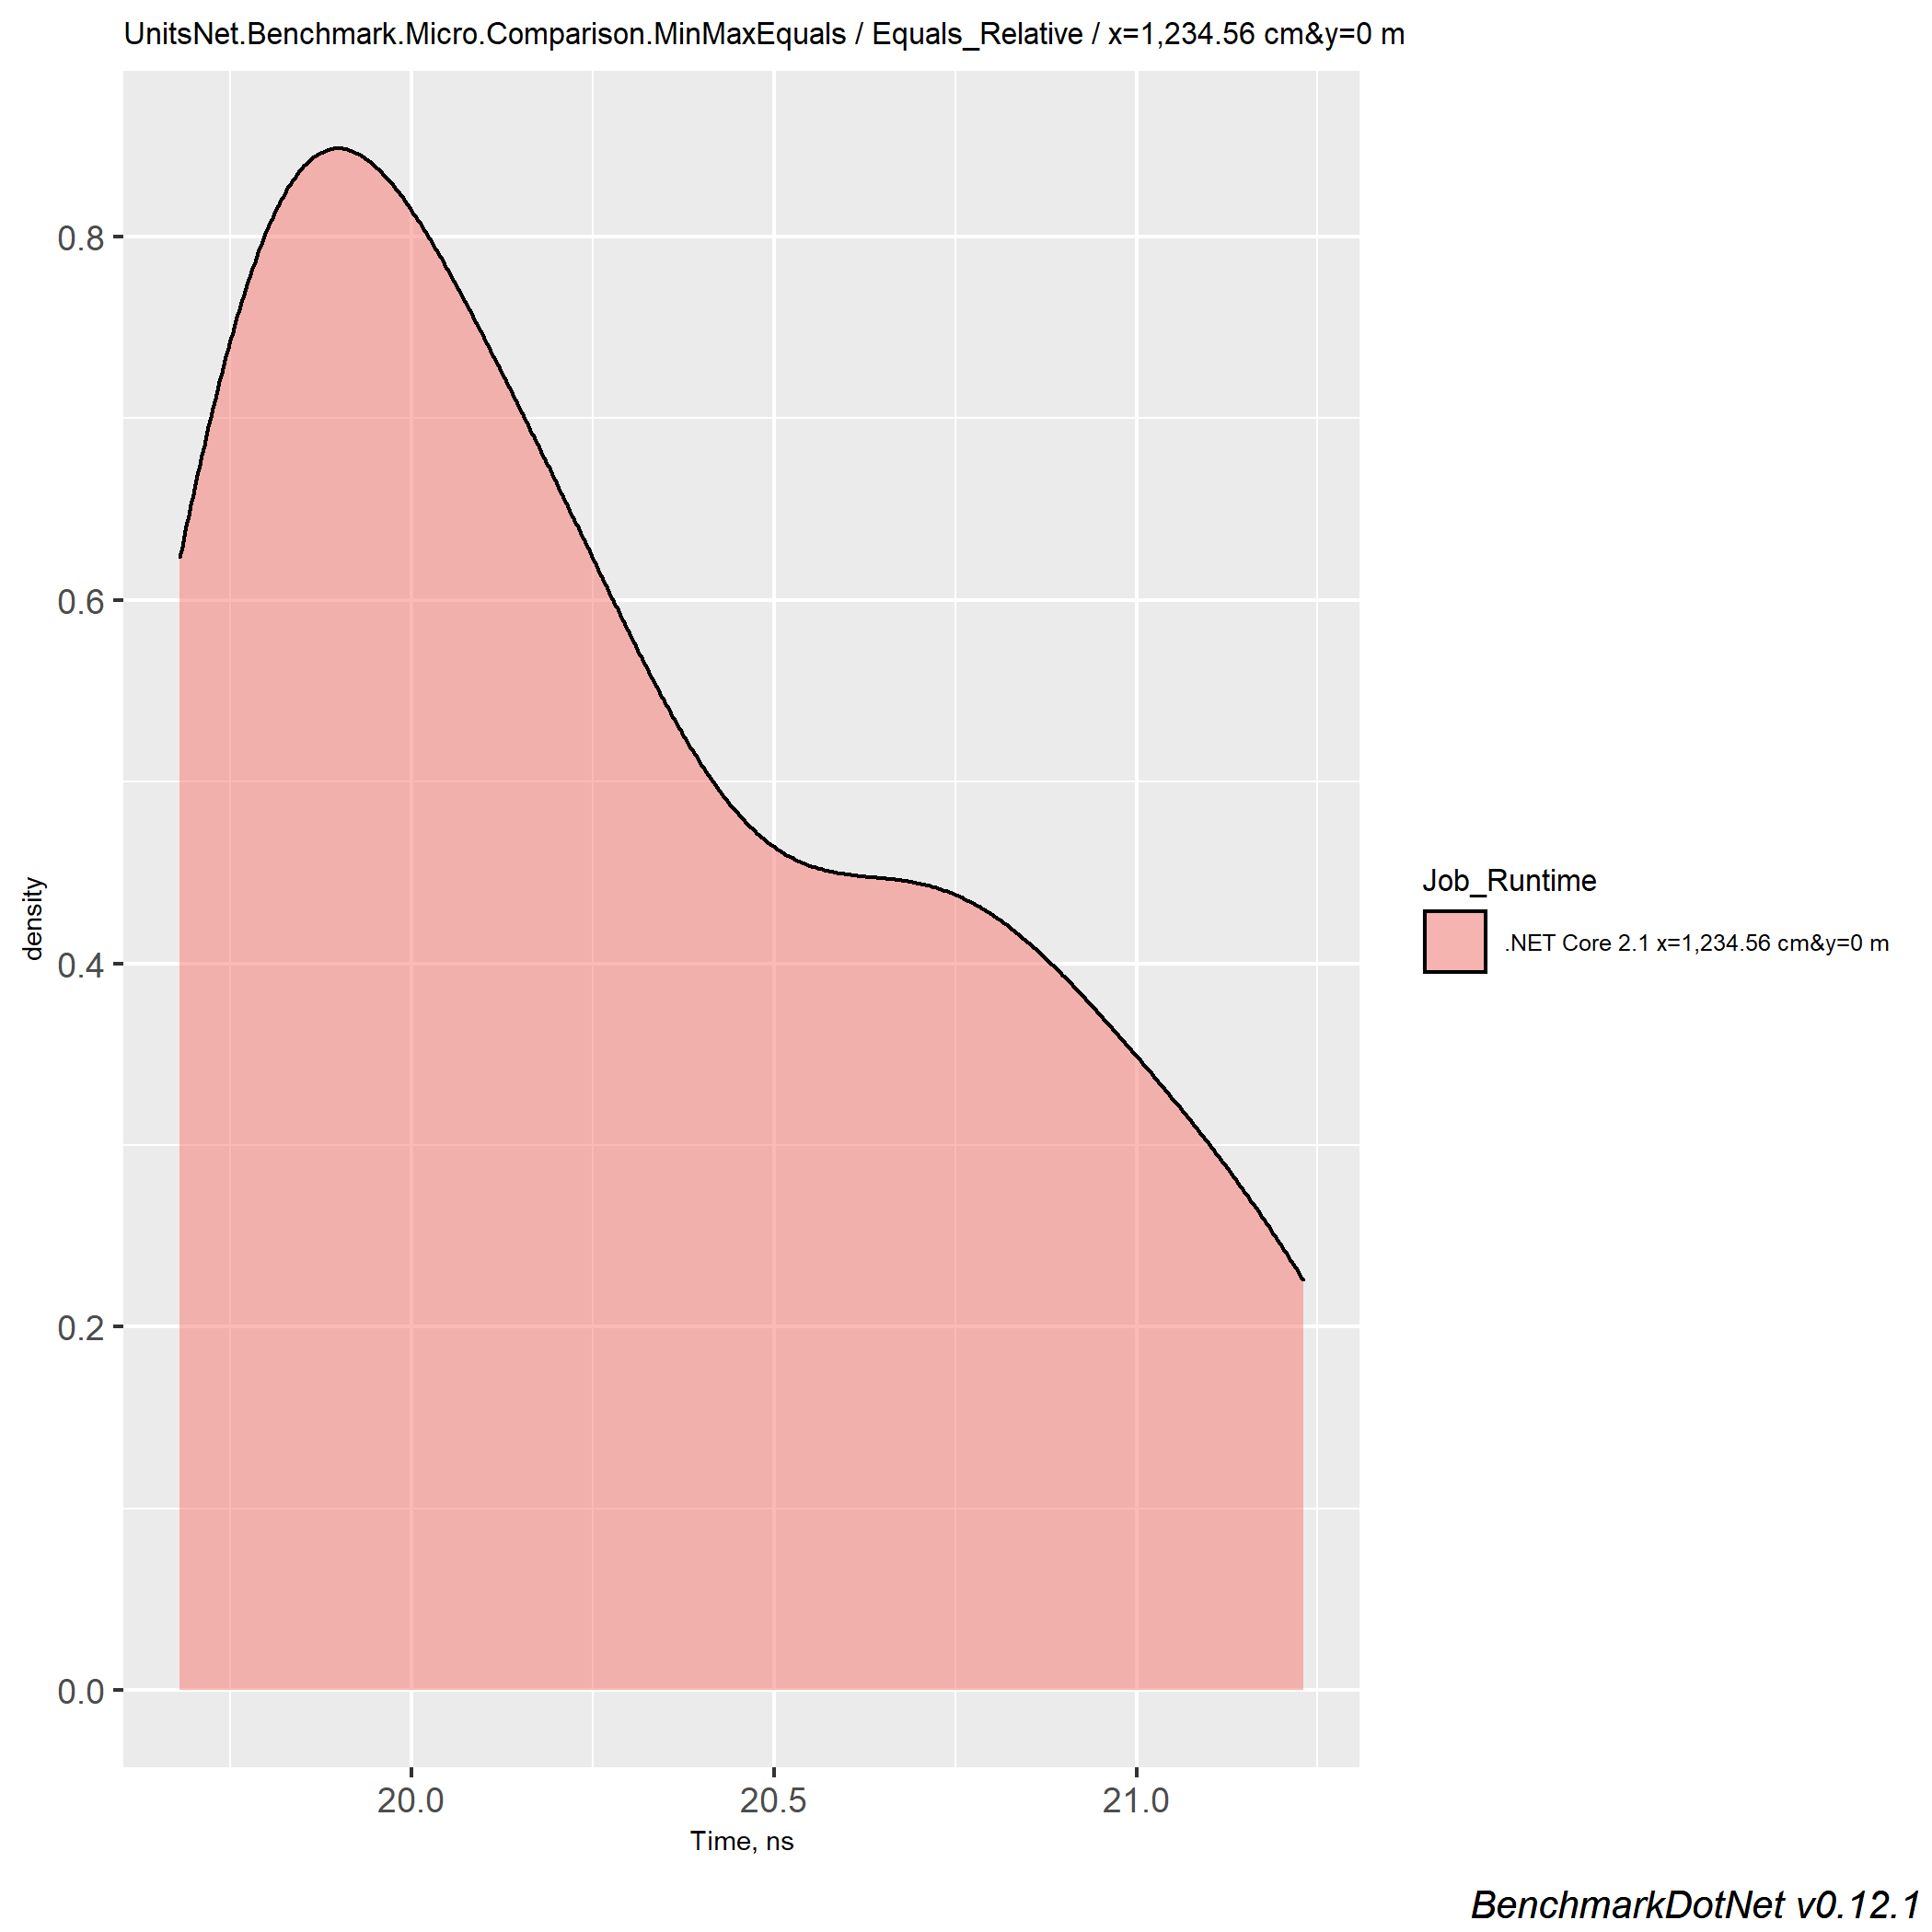 UnitsNet.Benchmark.Micro.Comparison.MinMaxEquals / Equals_Relative / x=1,234.56 cm&y=0 m
density
0.8
0.6
0.4
0.2
0.0
20.0 20.5 21.0
Time, ns
Job_Runtime
.NET Core 2.1 x=1,234.56 cm&y=0 m
BenchmarkDotNet v0.12.1